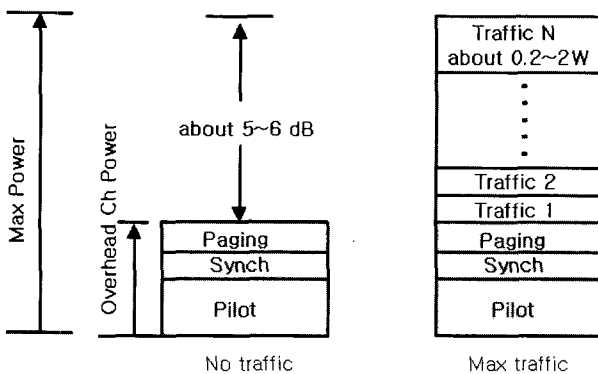 Max Power
Overhead Ch Power
about 5~6 dB
Paging
Synch
Pilot
No traffic
Traffic N
about 0.2~2W
Traffic 2
Traffic 1
Paging
Synch
Pilot
Max traffic